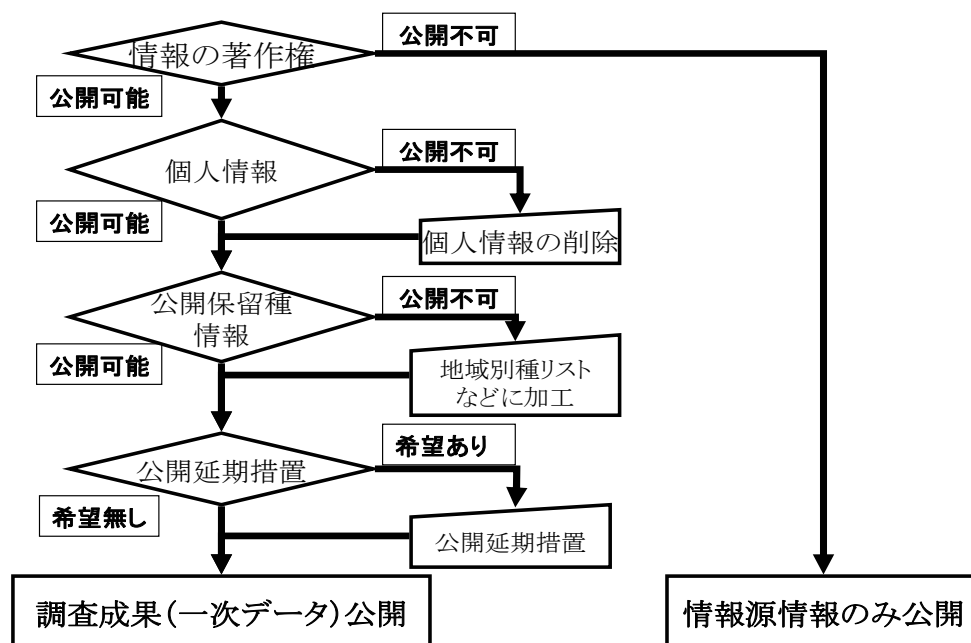 情報の著作権
公開不可
公開可能
個人情報
公開不可
公開可能
個人情報の削除
公開保留種
情報
公開不可
公開可能
地域別種リスト
などに加工
公開延期措置
希望あり
希望無し
公開延期措置
調査成果(一次データ)公開
情報源情報のみ公開